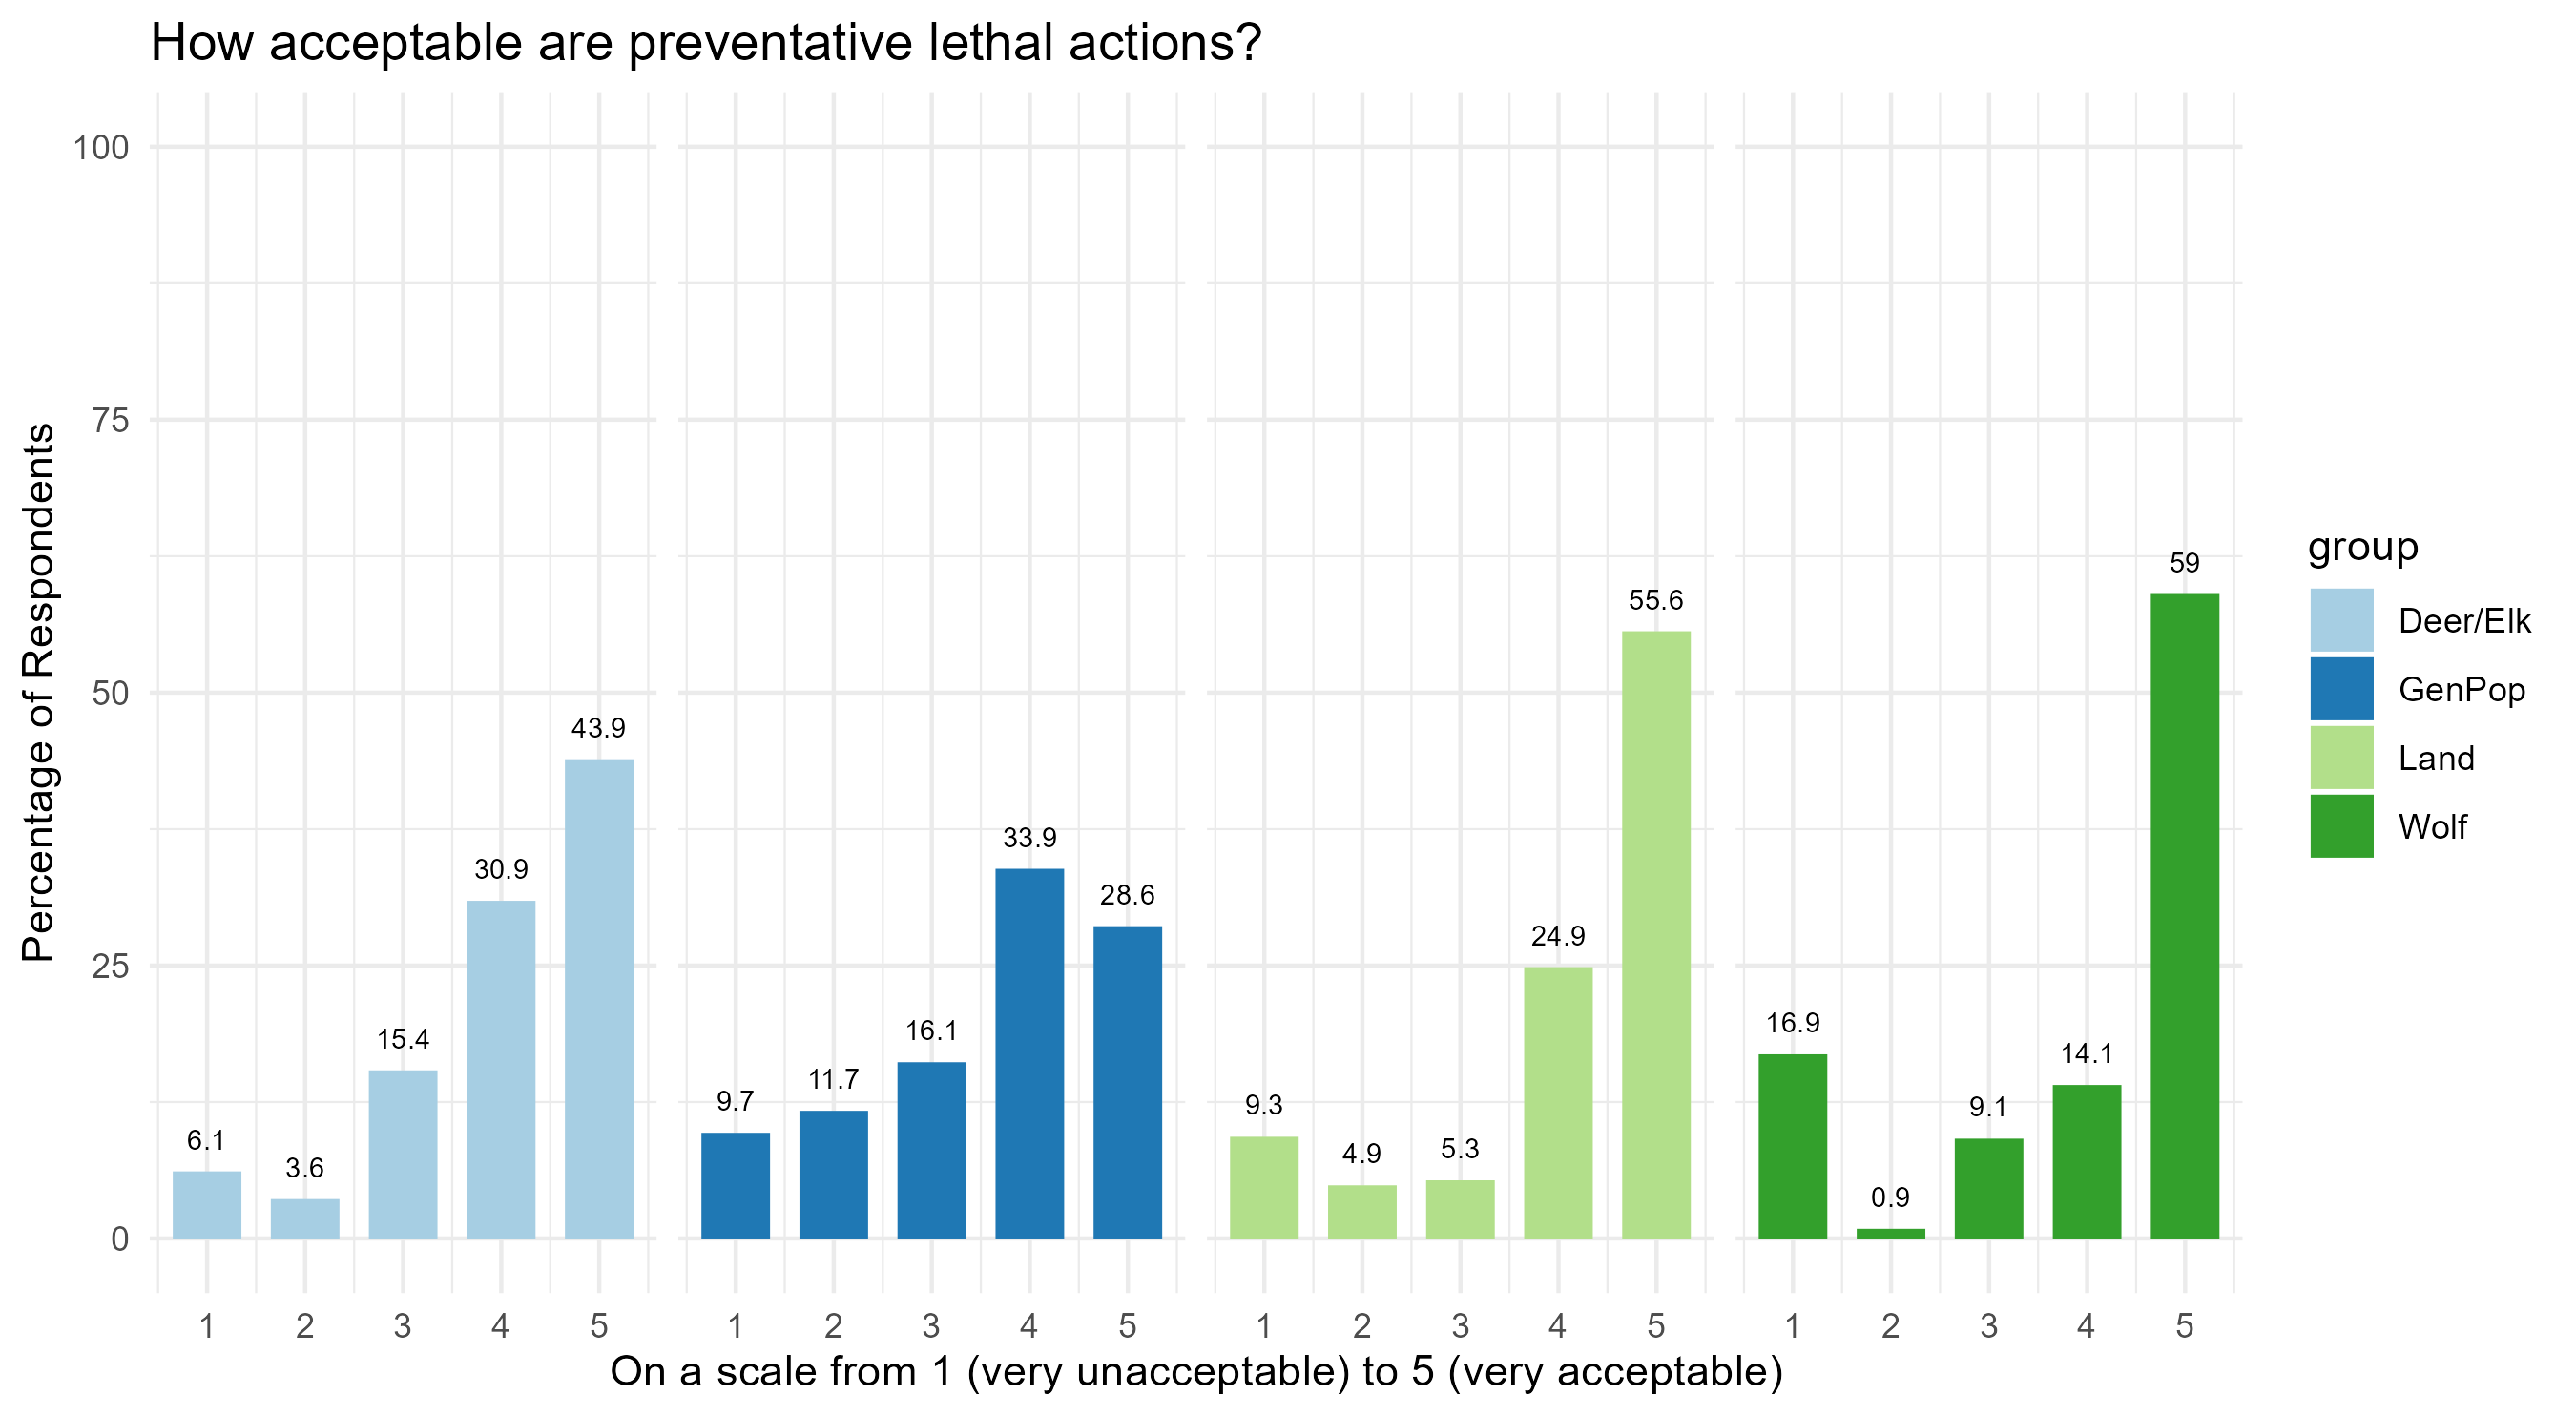 How acceptable are preventative lethal actions?
Percentage of Respondents
100
75
50
25
0
6.1
3.6
15.4
30.9
43.9
9.7
11.7
16.1
33.9
28.6
9.3
4.9
5.3
24.9
55.6
16.9
0.9
9.1
14.1
59
1 2 3 4 5 1 2 3 4 5 1 2 3 4 5 1 2 3 4 5
On a scale from 1 (very unacceptable) to 5 (very acceptable)
group
Deer/Elk
GenPop
Land
Wolf